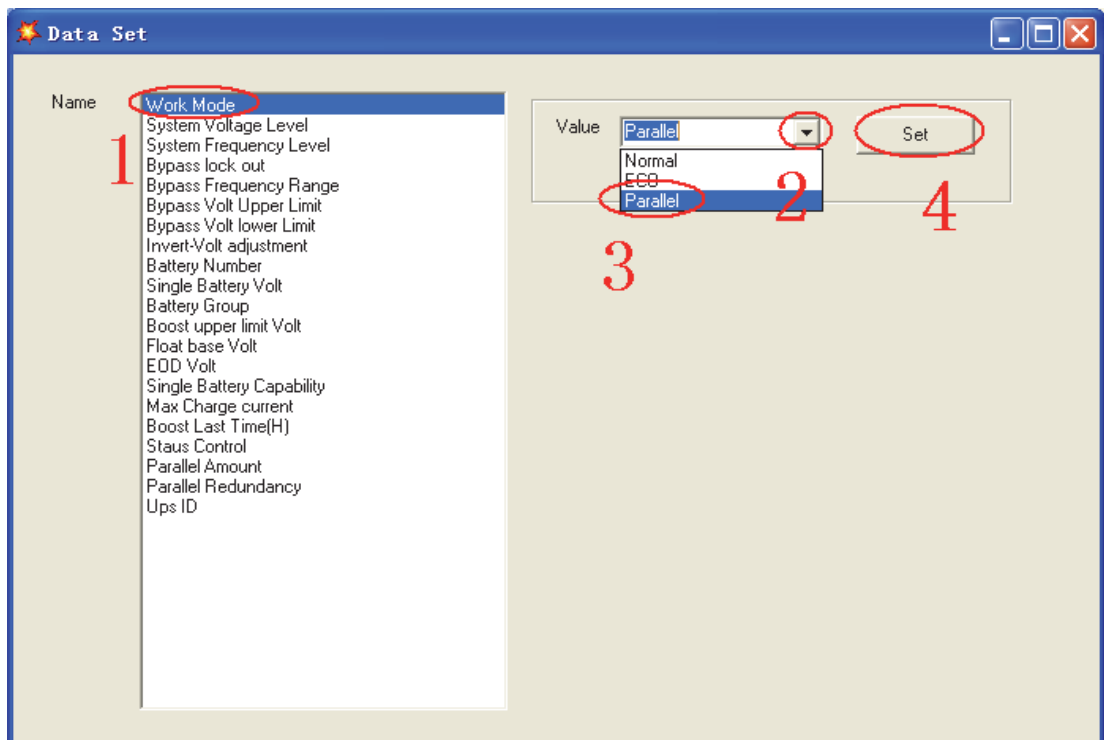 Data Set
Name
Work Mode
System Voltage Level
System Frequency Level
Bypass lock out
Bypass Frequency Range
Bypass Volt Upper Limit
Bypass Volt lower Limit
Invert-Volt adjustment
Battery Number
Single Battery Volt
Battery Group
Boost upper limit Volt
Float base Volt
EOD Volt
Single Battery Capability
Max Charge current
Boost Last Time(H)
Staus Control
Parallel Amount
Parallel Redundancy
Ups ID
1
Value
Parallel
Set
Normal
ECO
Parallel
2
4
3